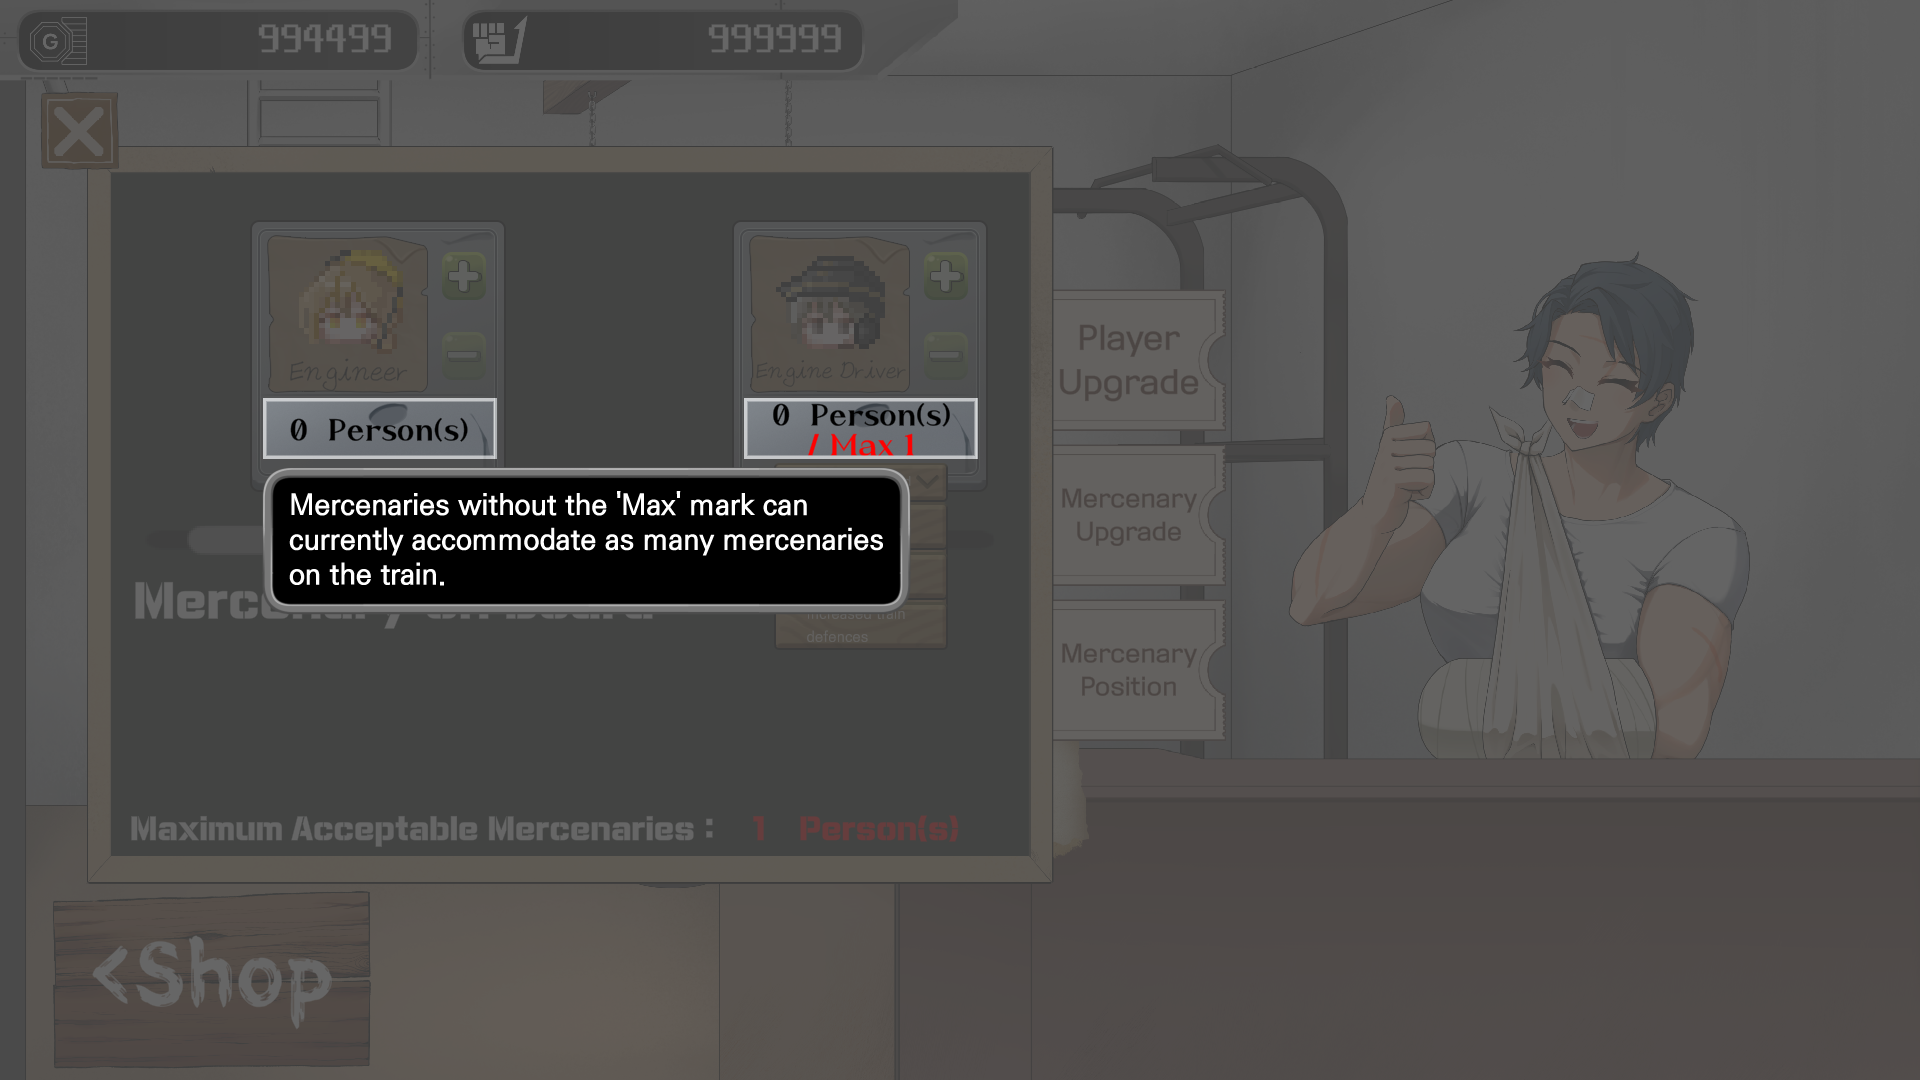 G
994499
999999
Engineer
Engine Driver
0 Person(s)
0 Person(s)
/ Max 1
Mercenaries without the 'Max' mark can
currently accommodate as many mercenaries
on the train.
increased train
defences
Maximum Acceptable Mercenaries : 1 Person(s)
Player
Upgrade
Mercenary
Upgrade
Mercenary
Position
<Shop